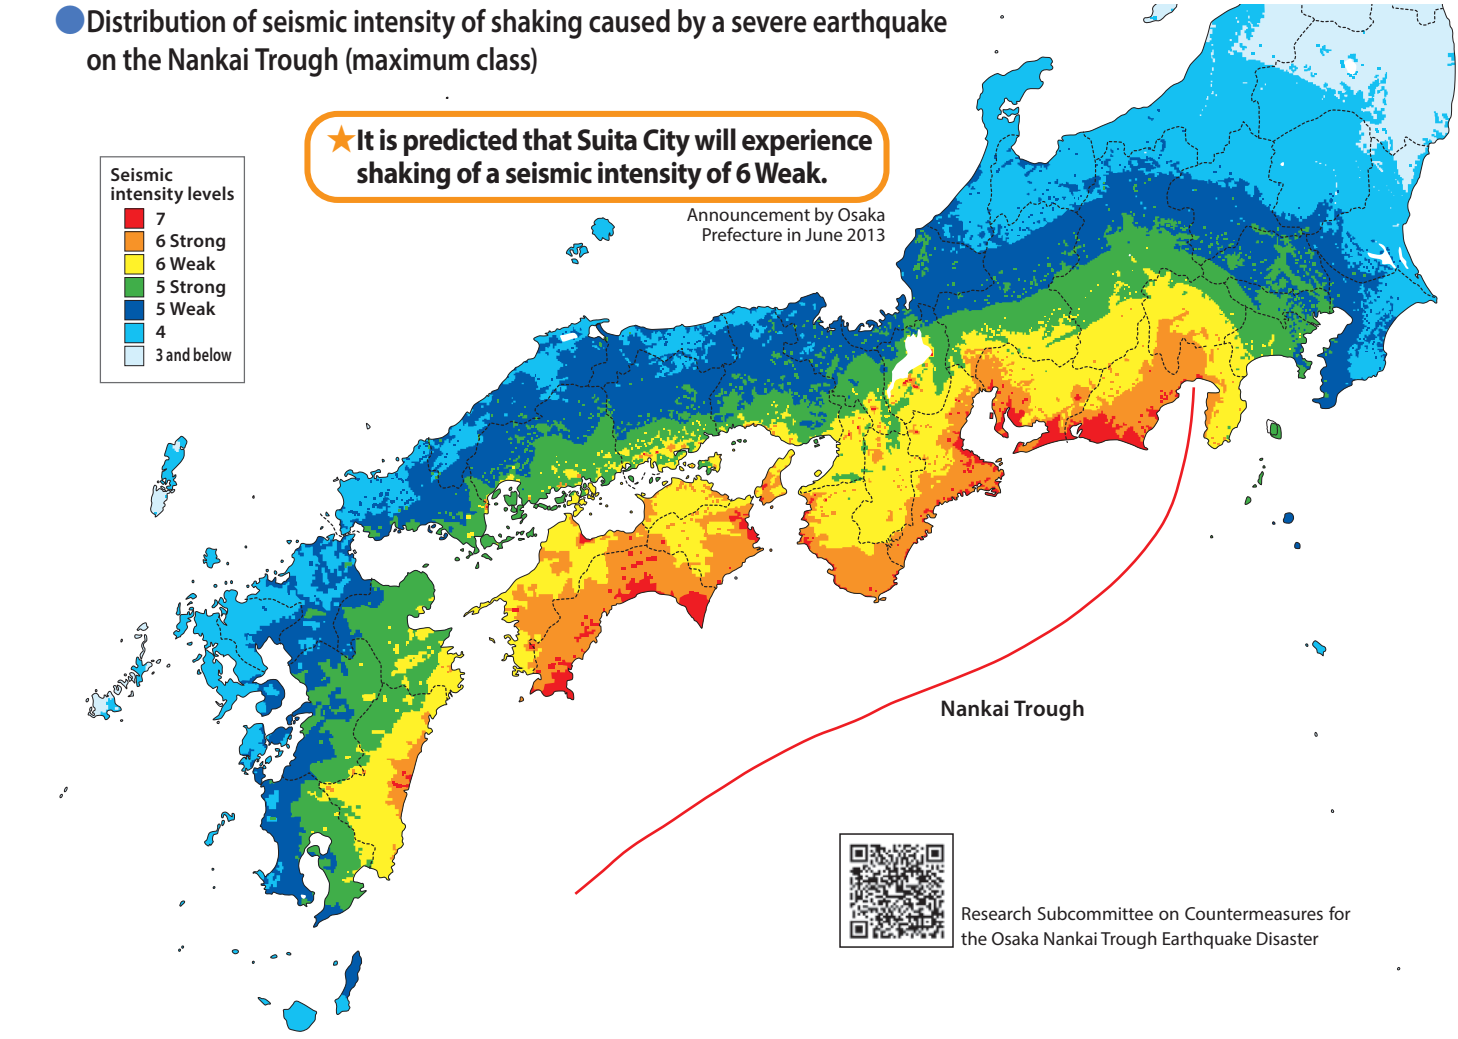 Distribution of seismic intensity of shaking caused by a severe earthquake
on the Nankai Trough (maximum class)
★It is predicted that Suita City will experience
shaking of a seismic intensity of 6 Weak.
Announcement by Osaka
Prefecture in June 2013
Seismic
intensity levels
7
6 Strong
6 Weak
5 Strong
5 Weak
4
3 and below
Nankai Trough
Research Subcommittee on Countermeasures for
the Osaka Nankai Trough Earthquake Disaster